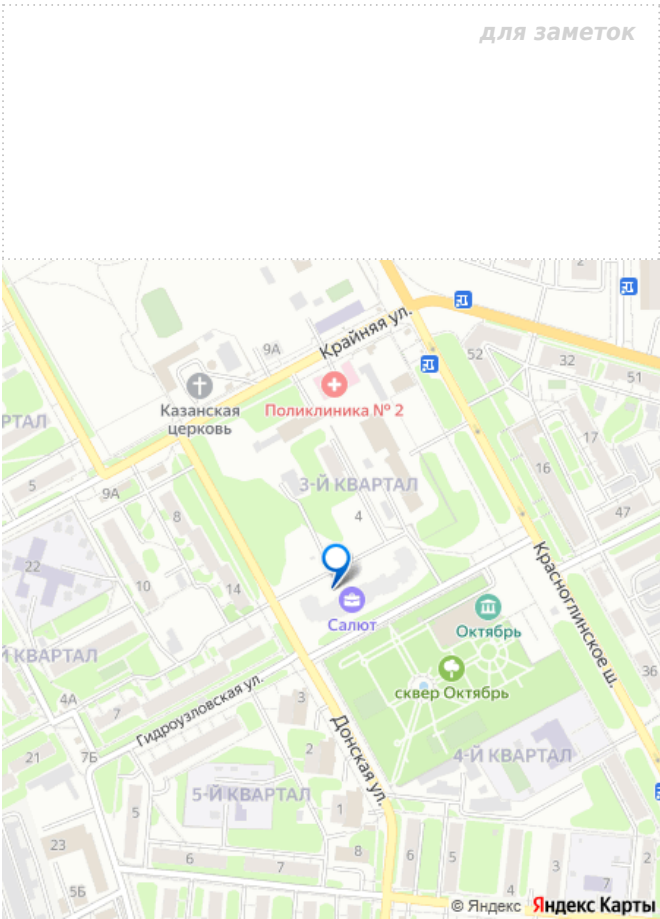 для заметок
2
Крайняя ул.
9А
52
32
51
Казанская
церковь
Поликлиника № 2
РТАЛ
17
3-Й КВАРТАЛ
16
5
9А
8
4
47
22
10
14
Красноглинское ш.
Салют
Октябрь
Й КВАРТАЛ
36
сквер Октябрь
4А
7
Гидроузловская ул.
3
Донская ул.
2
21
7Б
4-Й КВАРТАЛ
5-Й КВАРТАЛ
5
1
23
6
7
8
6
5
3
2
5Б
4
7
© Яндекс
Яндекс Карты